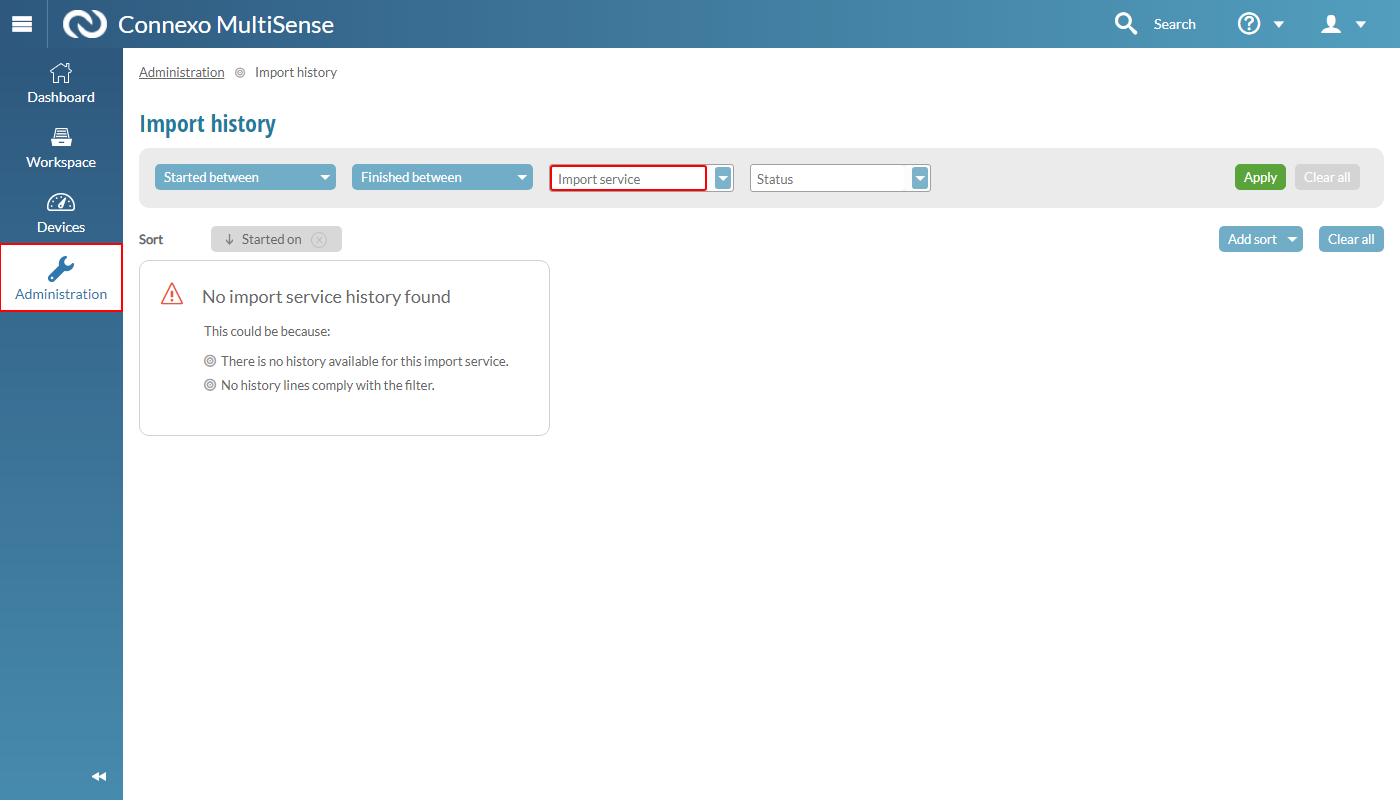 Connexo MultiSense
Search
Dashboard
Workspace
Devices
Administration
Administration Import history
Import history
Started between
Finished between
Import service
Status
Apply
Clear all
Sort
Started on
Add sort
Clear all
No import service history found
This could be because:
There is no history available for this import service.
No history lines comply with the filter.